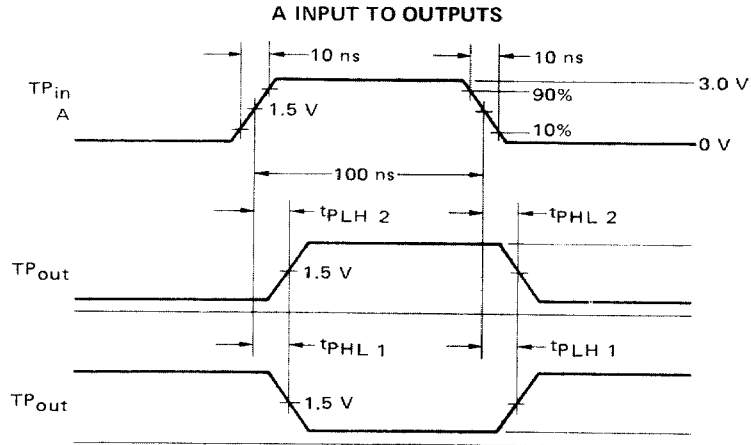 A INPUT TO OUTPUTS
10 ns
10 ns
TPin
A
1.5 V
3.0 V
90%
10%
0 V
100 ns
tPLH 2
tPHL 2
TPout
1.5 V
tPHL 1
tPLH 1
TPout
1.5 V